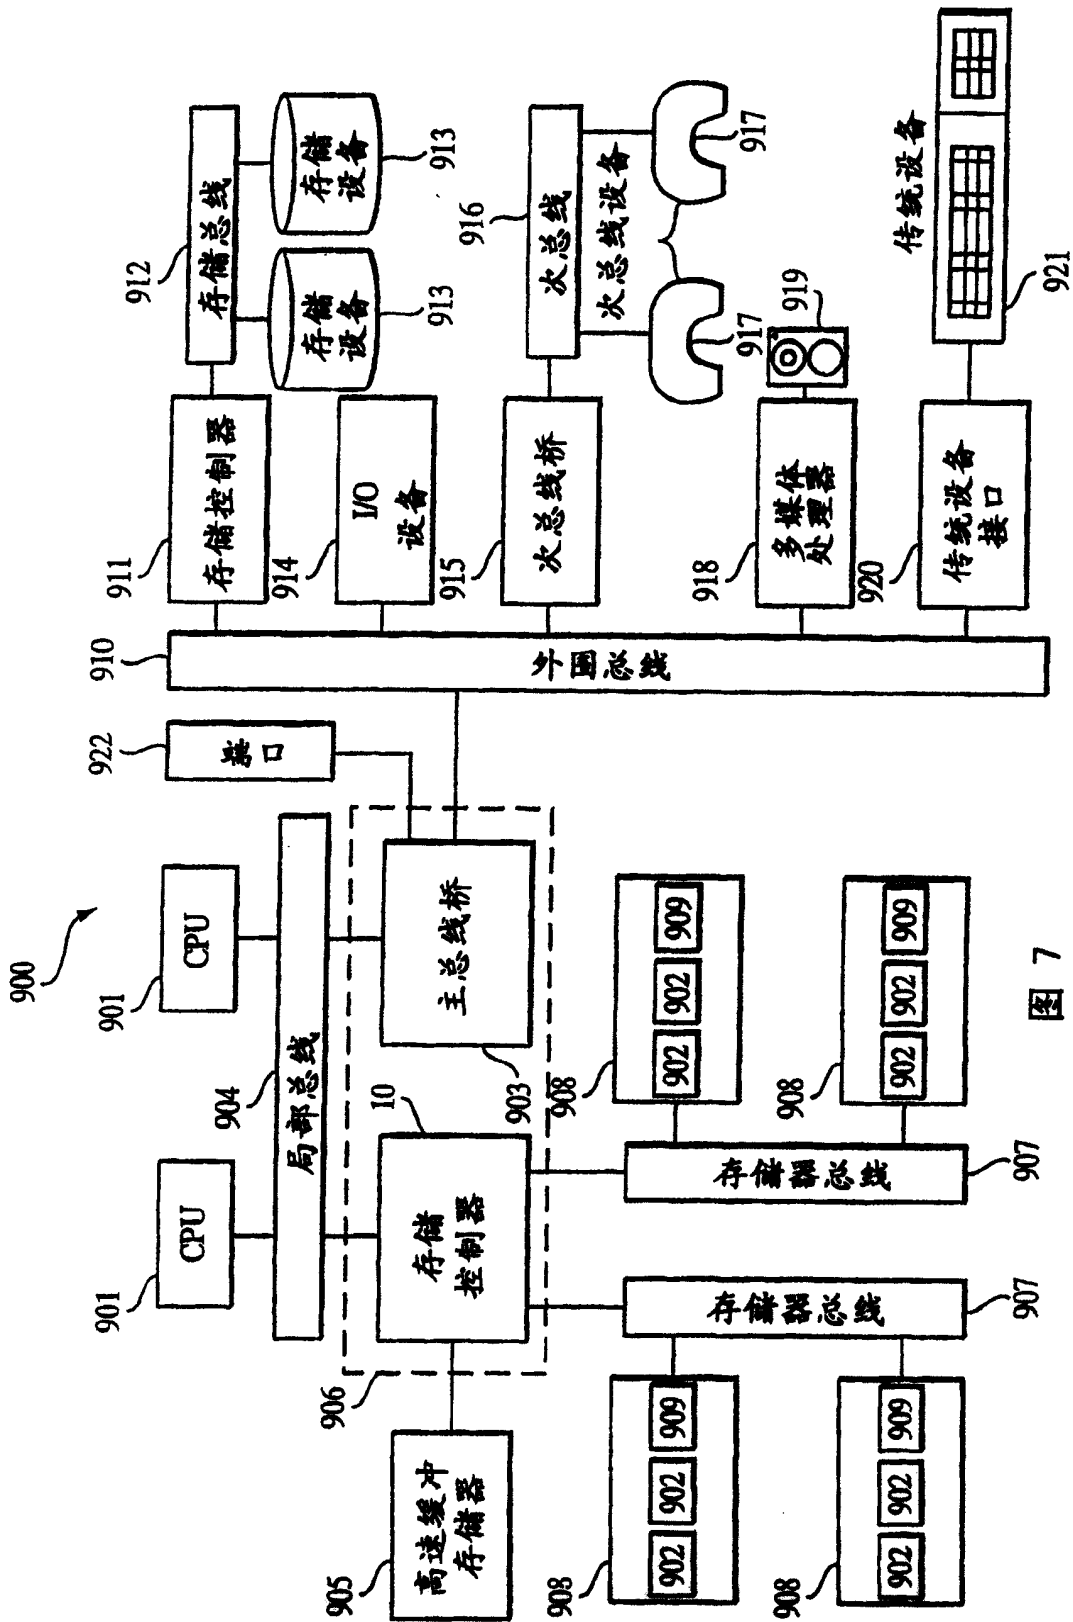 900
901
901
922
910
911
912
CPU
CPU
接口
存储控制器
存储总线
904
局部总线
914
913
913
存储
设备
存储
设备
906
905
高速缓冲
存储器
10
存储
控制器
903
主总线桥
I/O
设备
915
916
次总线桥
次总线
次总线设备
外围总线
908
902
902
909
908
902
902
909
917
917
918
919
多媒体
处理器
存储器总线
存储器总线
908
902
902
909
908
902
902
909
920
传统设备
传统设备
接口
907
907
921
图 7